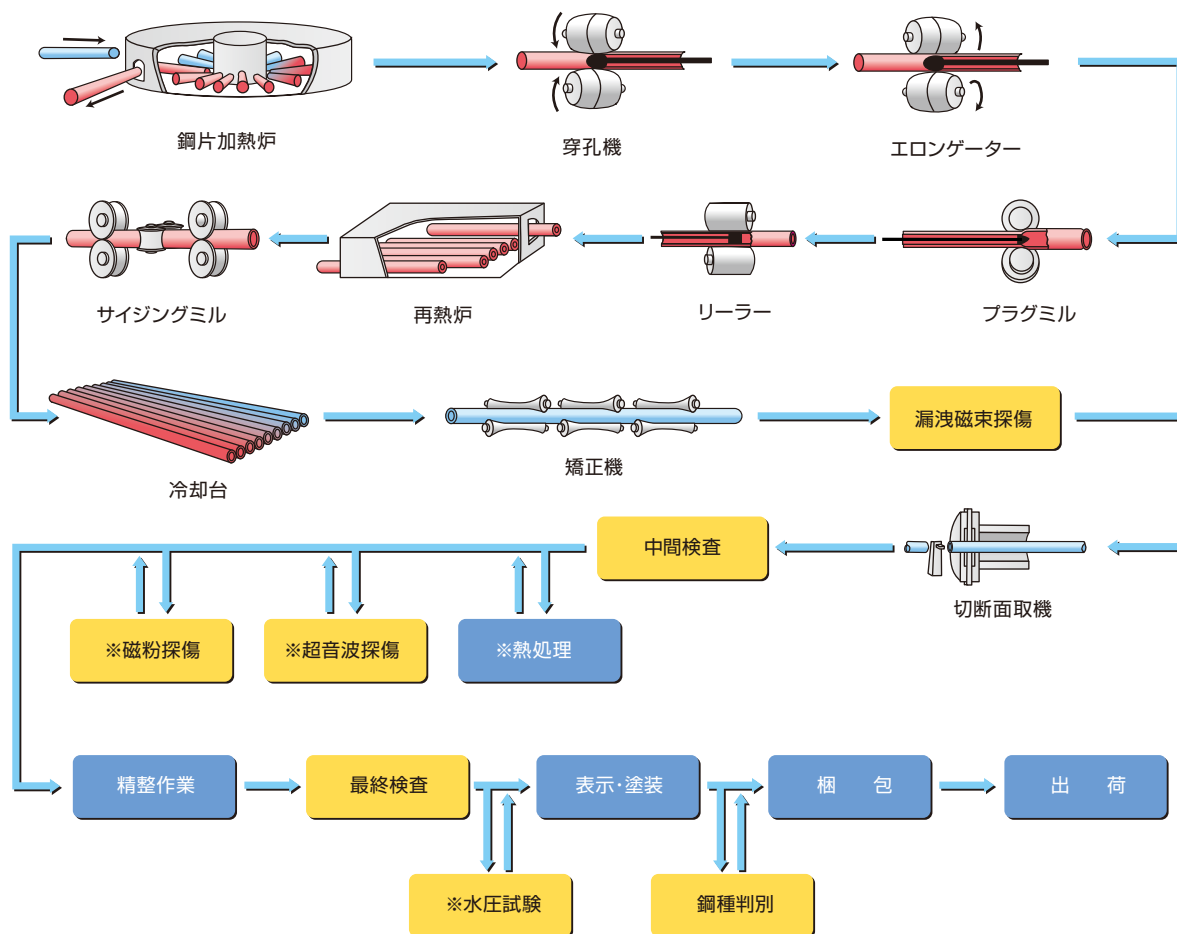 鋼片加熱炉
穿孔機
エロンゲーター
サイジングミル
再熱炉
リーラー
プラグミル
冷却台
矯正機
漏洩磁束探傷
中間検査
切断面取機
※磁粉探傷
※超音波探傷
※熱処理
精整作業
最終検査
表示・塗装
梱　包
出　荷
※水圧試験
鋼種判別